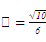 □ = √10/6